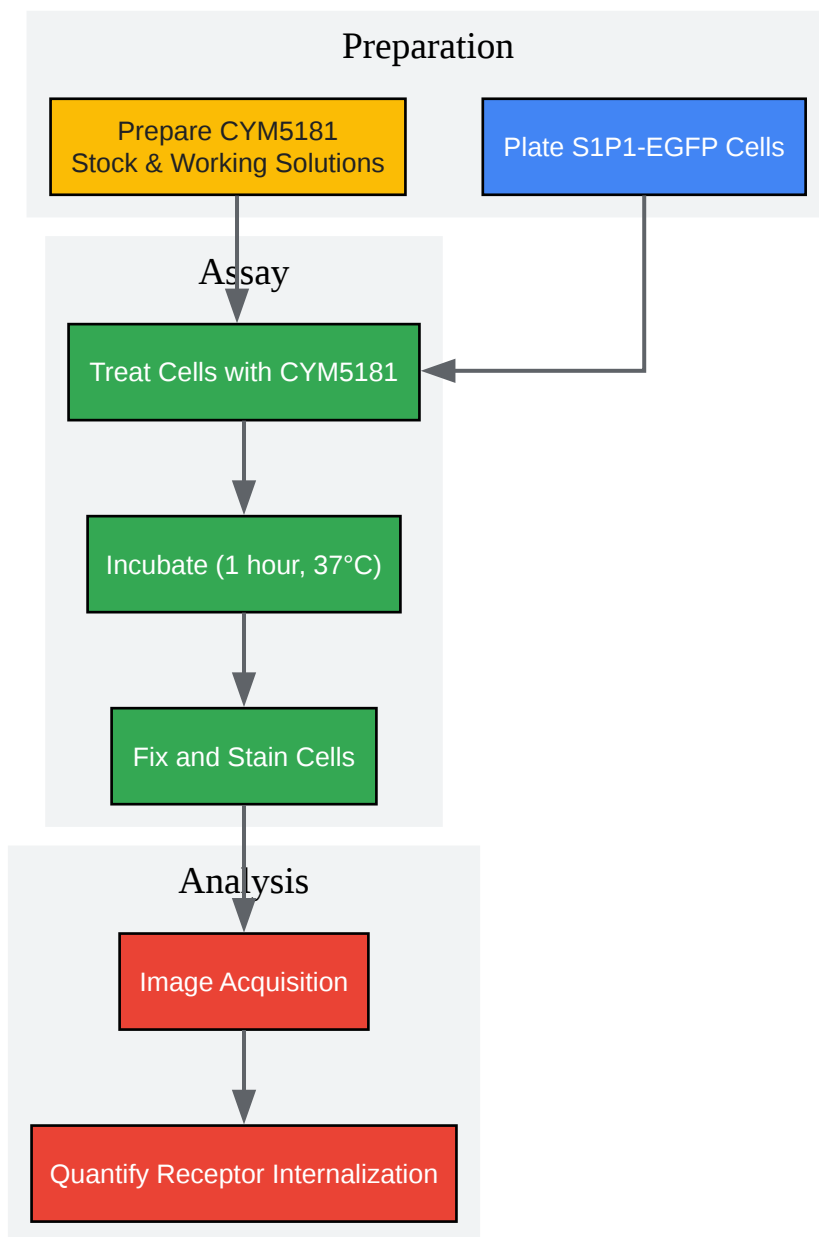 Preparation
Prepare CYM5181
Stock & Working Solutions
Plate S1P1-EGFP Cells
Assay
Treat Cells with CYM5181
Incubate (1 hour, 37°C)
Fix and Stain Cells
Analysis
Image Acquisition
Quantify Receptor Internalization